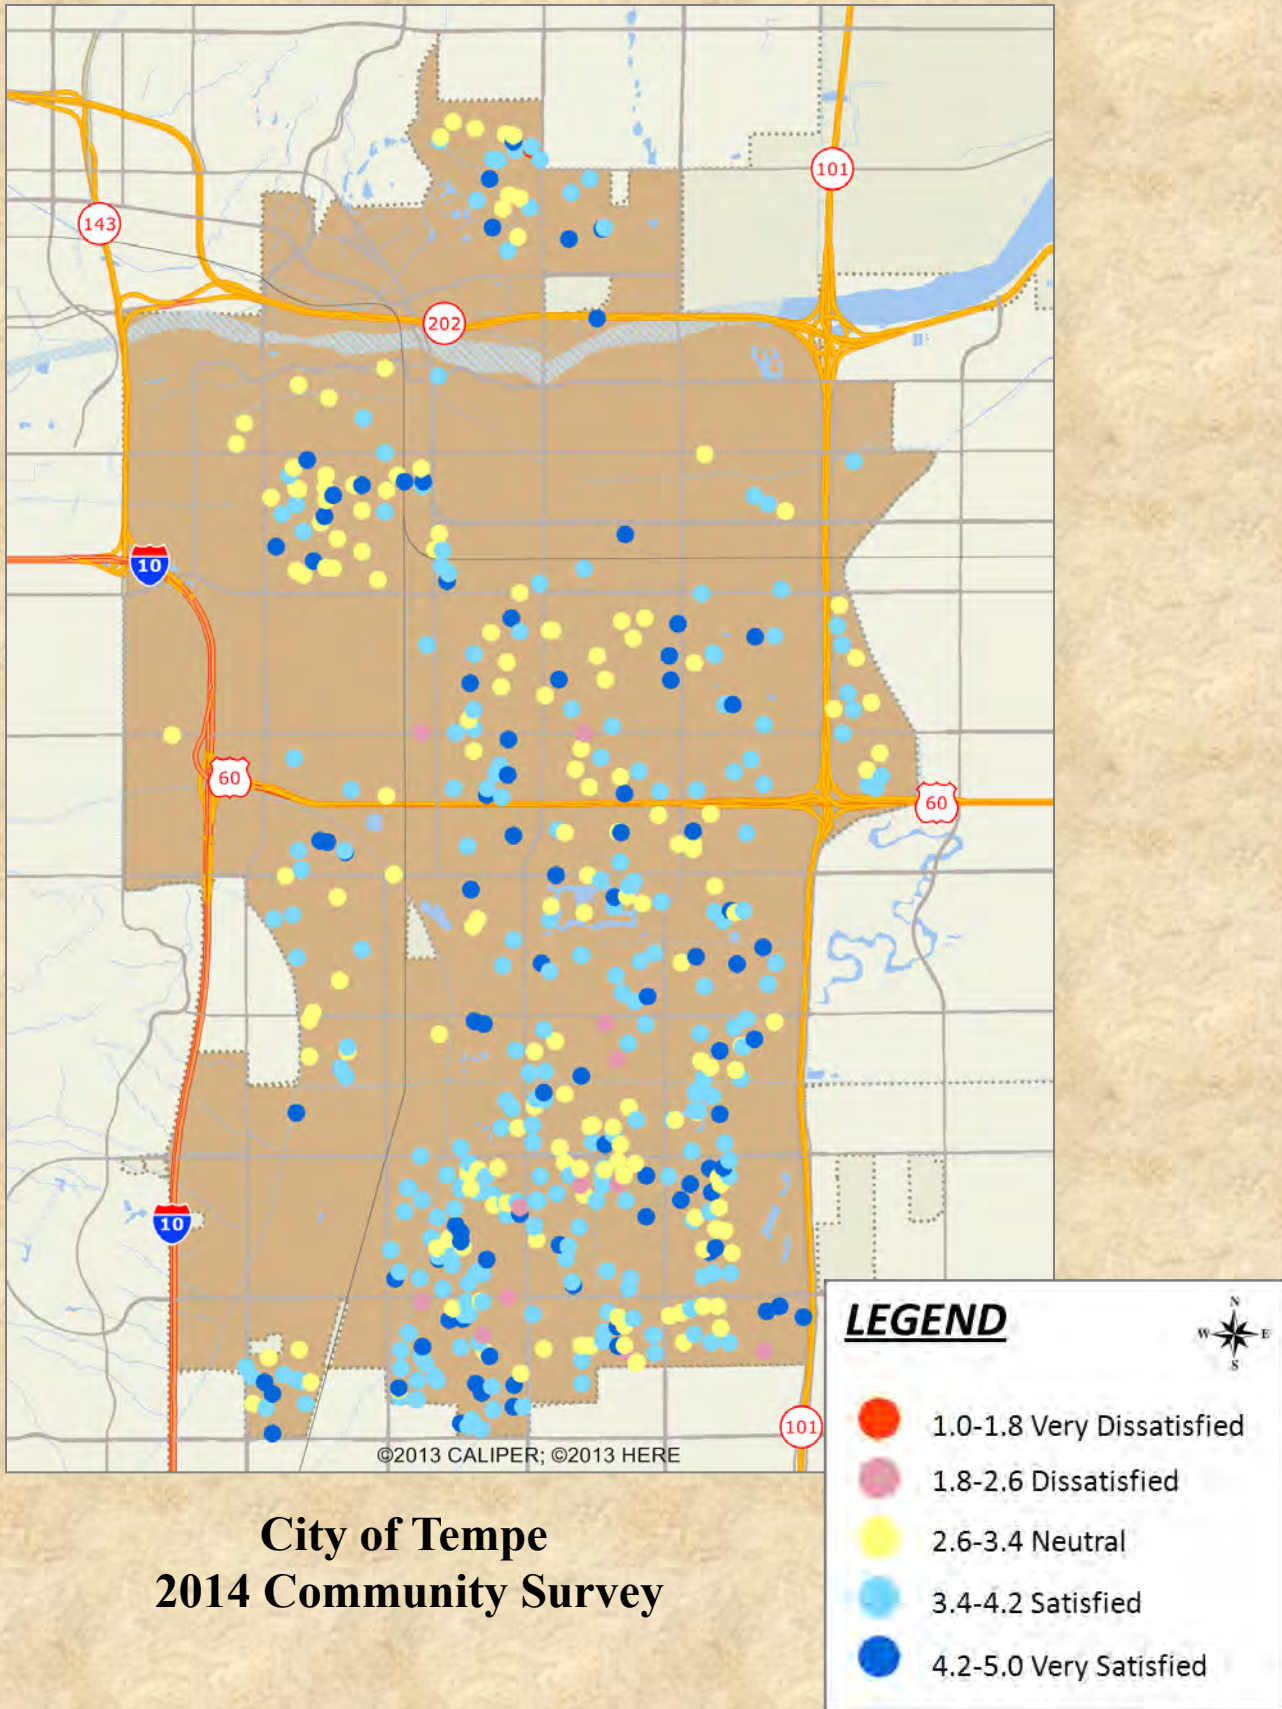 101
143
202
10
60
60
10
101
©2013 CALIPER; ©2013 HERE
LEGEND
N
W E
S
1.0-1.8 Very Dissatisfied
1.8-2.6 Dissatisfied
2.6-3.4 Neutral
3.4-4.2 Satisfied
4.2-5.0 Very Satisfied
City of Tempe
2014 Community Survey